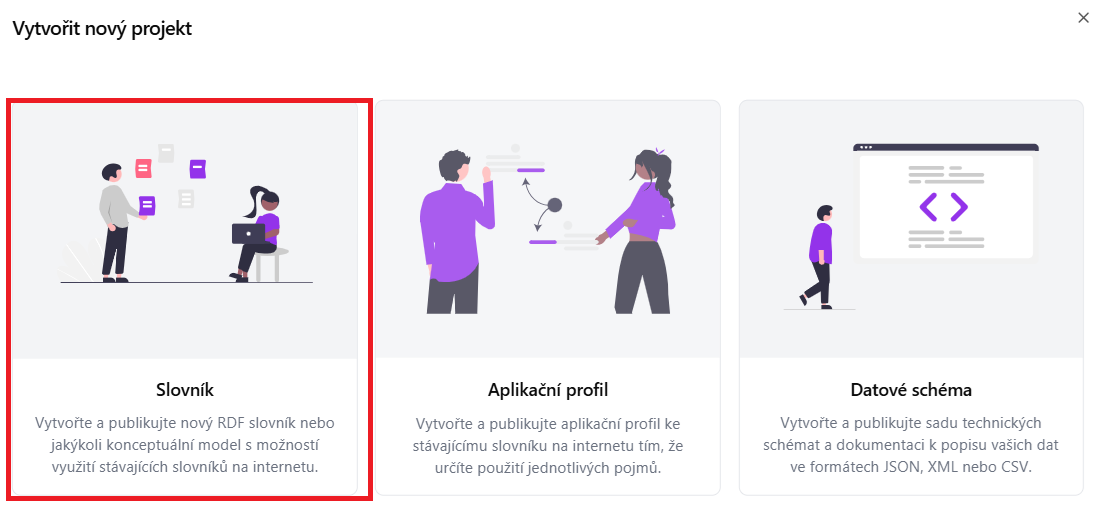 Vytvořit nový projekt
Slovník
Vytvořte a publikujte nový RDF slovník nebo
jakýkoli konceptuální model s možností
využití stávajících slovníků na internetu.
Aplikační profil
Vytvořte a publikujte aplikační profil ke
stávajícímu slovníku na internetu tím, že
určíte použití jednotlivých pojmů.
Datové schéma
Vytvořte a publikujte sadu technických
schémat a dokumentaci k popisu vašich dat
ve formátech JSON, XML nebo CSV.